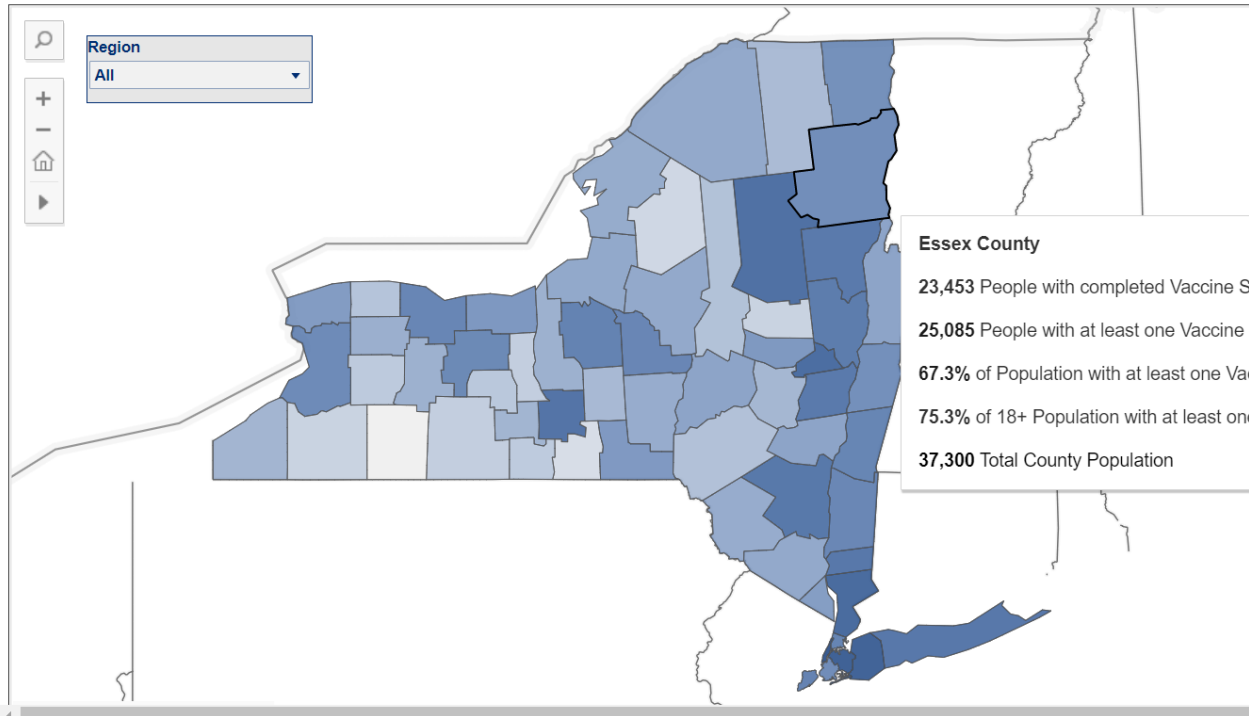 Region
All
Essex County
23,453 People with completed Vaccine S
25,085 People with at least one Vaccine
67.3% of Population with at least one Va
75.3% of 18+ Population with at least one
37,300 Total County Population